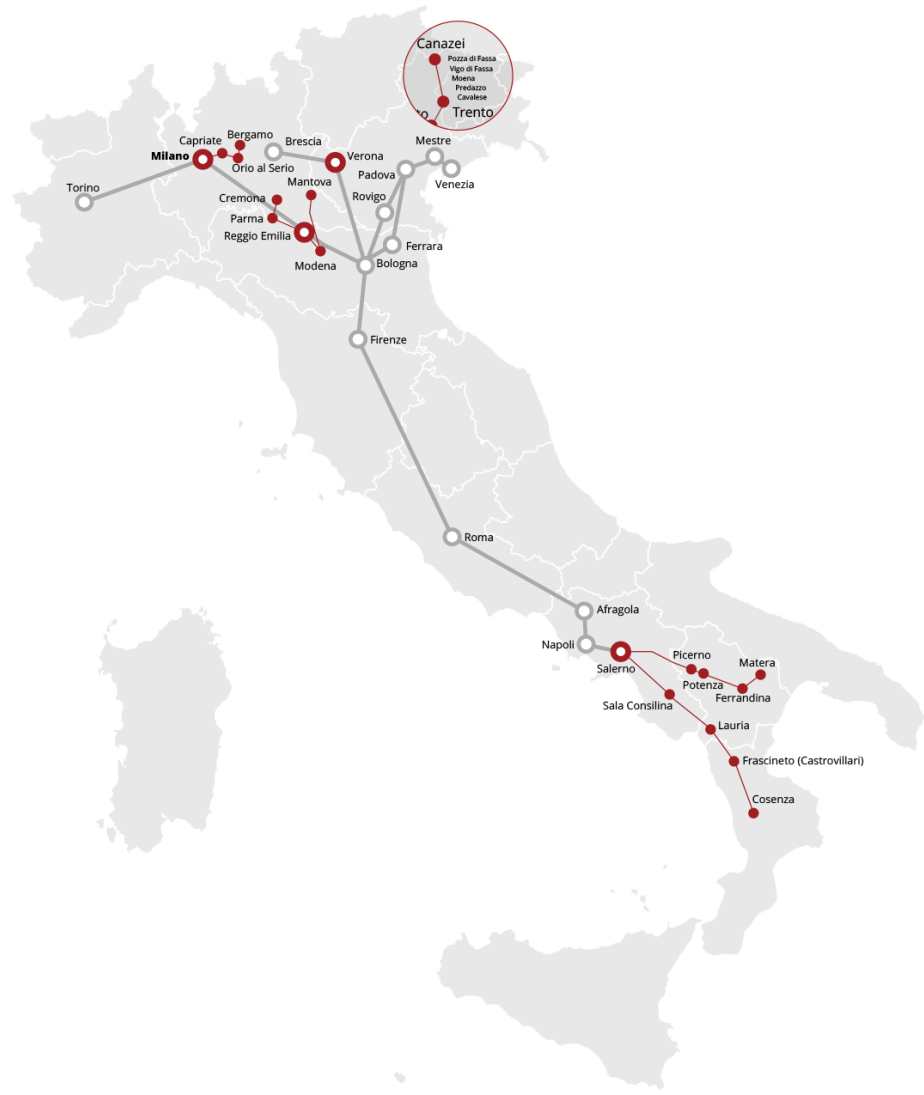 Canazei
Pozza di Fassa
Vigo di Fassa
Moena
Predazzo
Cavalese
Trento
Bergamo
Capriate
Brescia
Mestre
Milano
Verona
Orio al Serio
Padova
Venezia
Torino
Mantova
Cremona
Rovigo
Parma
Reggio Emilia
Ferrara
Modena
Bologna
Firenze
Roma
Afragola
Napoli
Salerno
Picerno
Matera
Potenza
Ferrandina
Sala Consilina
Lauria
Frascineto (Castrovillari)
Cosenza